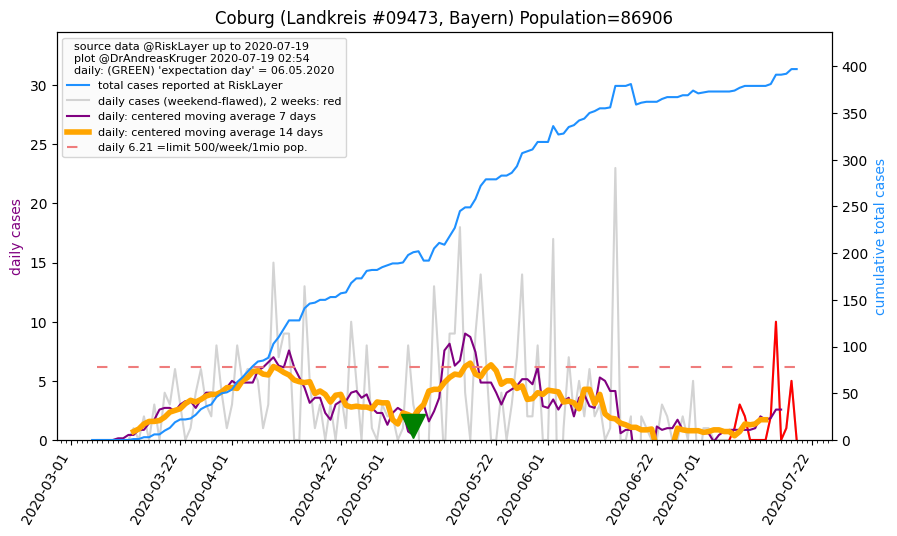 Coburg (Landkreis #09473, Bayern) Population=86906
source data @RiskLayer up to 2020-07-19
plot @DrAndreasKruger 2020-07-19 02:54
daily: (GREEN) 'expectation day' = 06.05.2020
total cases reported at RiskLayer
daily cases (weekend-flawed), 2 weeks: red
daily: centered moving average 7 days
daily: centered moving average 14 days
daily 6.21 =limit 500/week/1mio pop.
daily cases
30
25
20
15
10
5
0
cumulative total cases
400
350
300
250
200
150
100
50
0
2020-03-01
2020-03-22
2020-04-01
2020-04-22
2020-05-01
2020-05-22
2020-06-01
2020-06-22
2020-07-01
2020-07-22